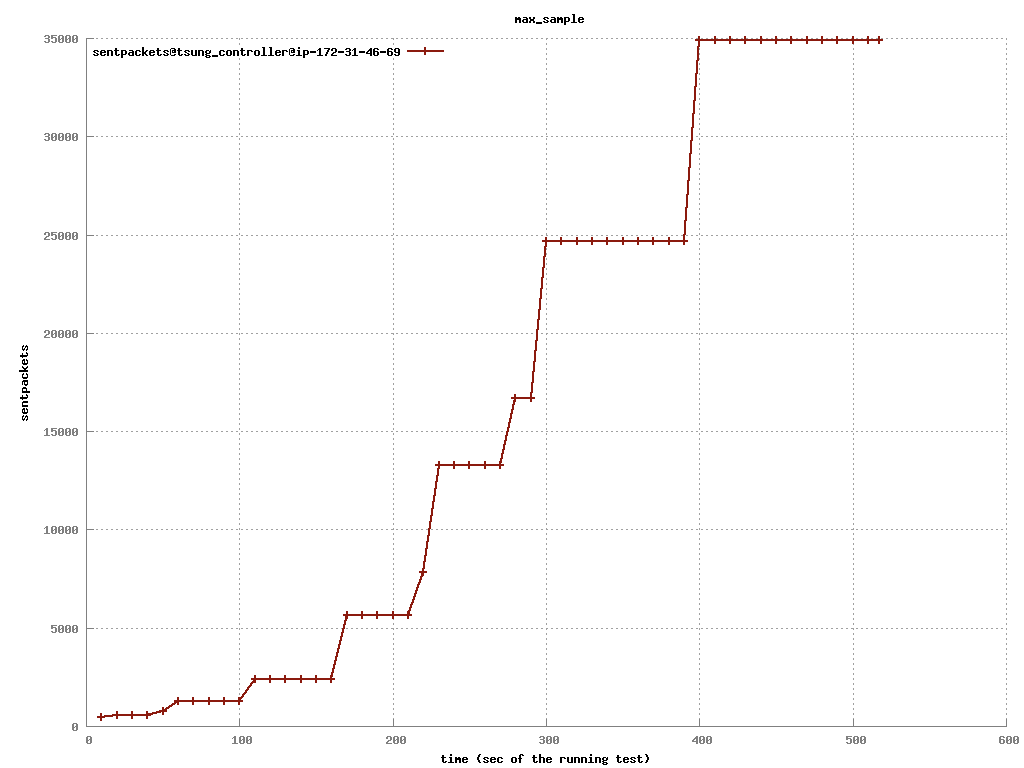 max_sample
sentpackets@tsung_controller@ip-172-31-46-69
35000
30000
25000
20000
15000
10000
5000
0
sentpackets
0 100 200 300 400 500 600
time (sec of the running test)